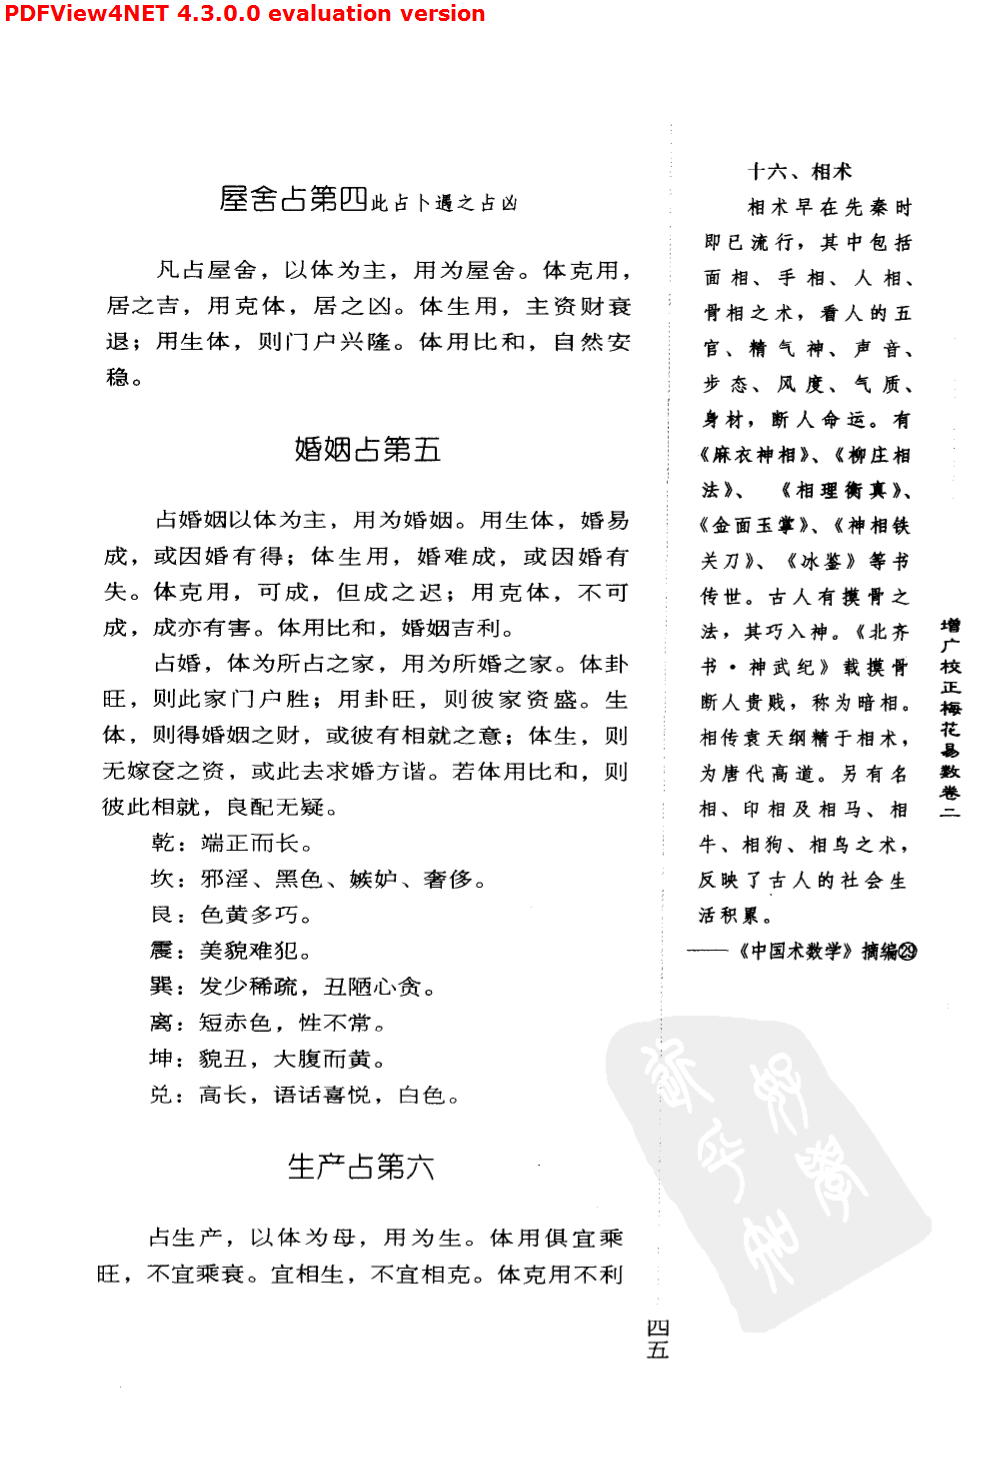 PDFView4NET 4.3.0.0 evaluation version
屋舍占第四此占卜遇之占凶
凡占屋舍，以体为主，用为屋舍。体克用，
居之吉，用克体，居之凶。体生用，主资财衰
退；用生体，则门户兴隆。体用比和，自然安
稳。
婚姻占第五
占婚姻以体为主，用为婚姻。用生体，婚易
成，或因婚有得；体生用，婚难成，或因婚有
失。体克用，可成，但成之迟；用克体，不可
成，成亦有害。体用比和，婚姻吉利。
占婚，体为所占之家，用为所婚之家。体卦
旺，则此家门户胜；用卦旺，则彼家资盛。生
体，则得婚姻之财，或彼有相就之意；体生，则
无嫁奁之资，或此去求婚方谐。若体用比和，则
彼此相就，良配无疑。
乾：端正而长。
坎：邪淫、黑色、嫉妒、奢侈。
艮：色黄多巧。
震：美貌难犯。
巽：发少稀疏，丑陋心贪。
离：短赤色，性不常。
坤：貌丑，大腹而黄。
兑：高长，语话喜悦，白色。
生产占第六
占生产，以体为母，用为生。体用俱宜乘
旺，不宜乘衰。宜相生，不宜相克。体克用不利
十六、相术
相术早在先秦时
即已流行，其中包括
面相、手相、人相、
骨相之术，看人的五
官、精气神、声音、
步态、风度、气质、
身材，断人命运。有
《麻衣神相》、《柳庄相
法》、《相理衡真》、
《金面玉掌》、《神相铁
关刀》、《冰鉴》等书
传世。古人有摸骨之
法，其巧入神。《北齐
书·神武纪》载摸骨
断人贵贱，称为暗相。
相传袁天纲精于相术，
为唐代高道。另有名
相、印相及相马、相
牛、相狗、相鸟之术，
反映了古人的社会生
活积累。
——《中国术数学》摘编㉙
增广校正梅花易数卷二
四五